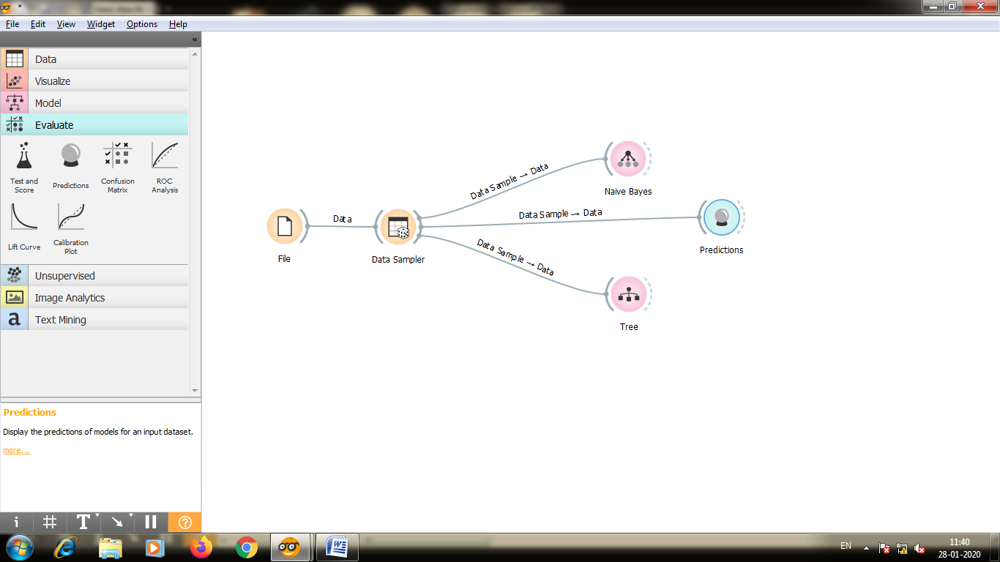 *
File Edit View Widget Options Help
«
Data
Visualize
Model
Evaluate
Test and Score
Predictions
Confusion Matrix
ROC Analysis
Lift Curve
Calibration Plot
Unsupervised
Image Analytics
a Text Mining
Predictions
Display the predictions of models for an input dataset.
more...
File
Data
Data Sampler
Data Sample → Data
Naive Bayes
Data Sample → Data
Predictions
Data Sample → Data
Tree
i # T ?
EN
11:40
28-01-2020